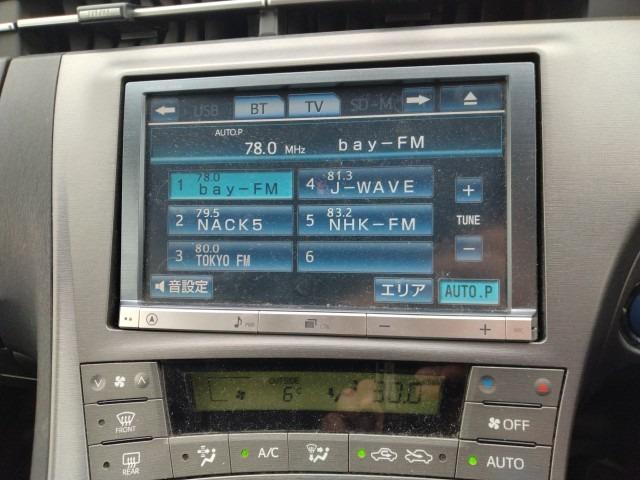 USB BT TV SD-M
AUTO.P
78.0 MHz bay-FM
1 78.0 bay-FM
4 81.3 J-WAVE
2 79.5 NACK5
5 83.2 NHK-FM
3 80.0 TOKYO FM
6
+
TUNE
−
音設定
エリア
AUTO.P
− +
OUTSIDE
6°C
30.0
FRONT
OFF
REAR
A/C
AUTO